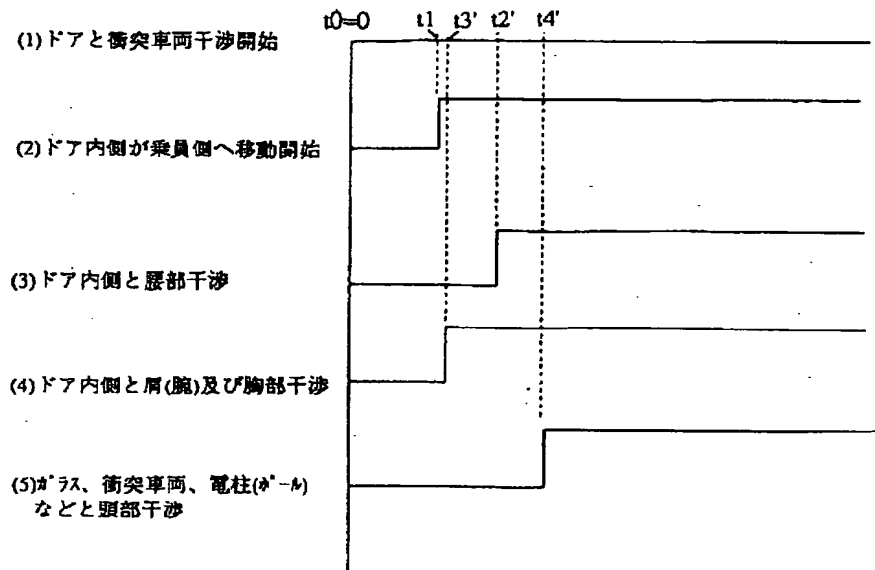 t0=0 t1 t3' t2' t4'
(1)ドアと衝突車両干渉開始
(2)ドア内側が乗員側へ移動開始
(3)ドア内側と腰部干渉
(4)ドア内側と肩(腕)及び胸部干渉
(5)ｶﾞﾗｽ、衝突車両、電柱(ﾎﾟｰﾙ)
などと頭部干渉